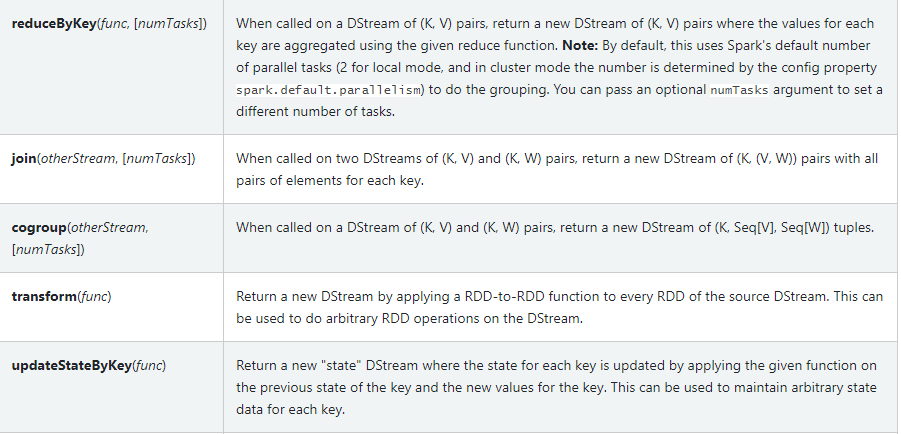 reduceByKey(func, [numTasks])
When called on a DStream of (K, V) pairs, return a new DStream of (K, V) pairs where the values for each
key are aggregated using the given reduce function. Note: By default, this uses Spark's default number
of parallel tasks (2 for local mode, and in cluster mode the number is determined by the config property
spark.default.parallelism) to do the grouping. You can pass an optional numTasks argument to set a
different number of tasks.
join(otherStream, [numTasks])
When called on two DStreams of (K, V) and (K, W) pairs, return a new DStream of (K, (V, W)) pairs with all
pairs of elements for each key.
cogroup(otherStream,
[numTasks])
When called on a DStream of (K, V) and (K, W) pairs, return a new DStream of (K, Seq[V], Seq[W]) tuples.
transform(func)
Return a new DStream by applying a RDD-to-RDD function to every RDD of the source DStream. This can
be used to do arbitrary RDD operations on the DStream.
updateStateByKey(func)
Return a new "state" DStream where the state for each key is updated by applying the given function on
the previous state of the key and the new values for the key. This can be used to maintain arbitrary state
data for each key.